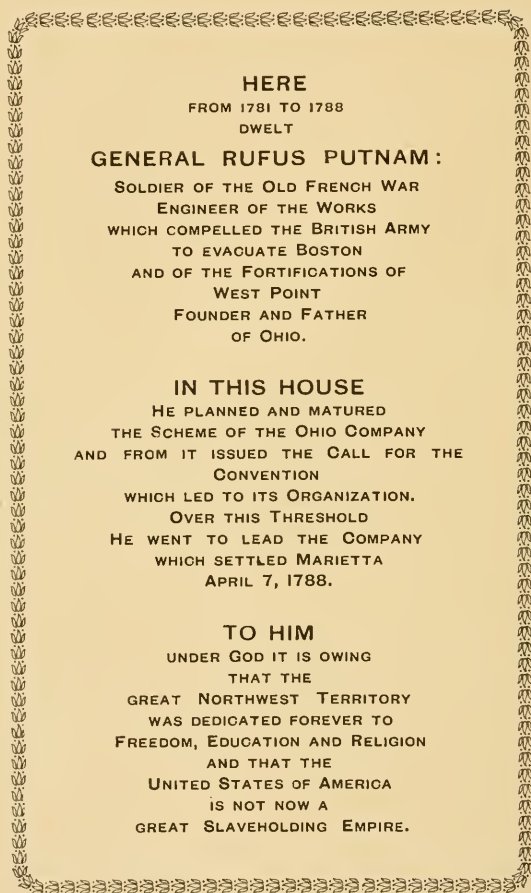 HERE
FROM 1781 TO 1788
DWELT
GENERAL RUFUS PUTNAM:
SOLDIER OF THE OLD FRENCH WAR
ENGINEER OF THE WORKS
WHICH COMPELLED THE BRITISH ARMY
TO EVACUATE BOSTON
AND OF THE FORTIFICATIONS OF
WEST POINT
FOUNDER AND FATHER
OF OHIO.
IN THIS HOUSE
HE PLANNED AND MATURED
THE SCHEME OF THE OHIO COMPANY
AND FROM IT ISSUED THE CALL FOR THE
CONVENTION
WHICH LED TO ITS ORGANIZATION.
OVER THIS THRESHOLD
HE WENT TO LEAD THE COMPANY
WHICH SETTLED MARIETTA
APRIL 7, 1788.
TO HIM
UNDER GOD IT IS OWING
THAT THE
GREAT NORTHWEST TERRITORY
WAS DEDICATED FOREVER TO
FREEDOM, EDUCATION AND RELIGION
AND THAT THE
UNITED STATES OF AMERICA
IS NOT NOW A
GREAT SLAVEHOLDING EMPIRE.